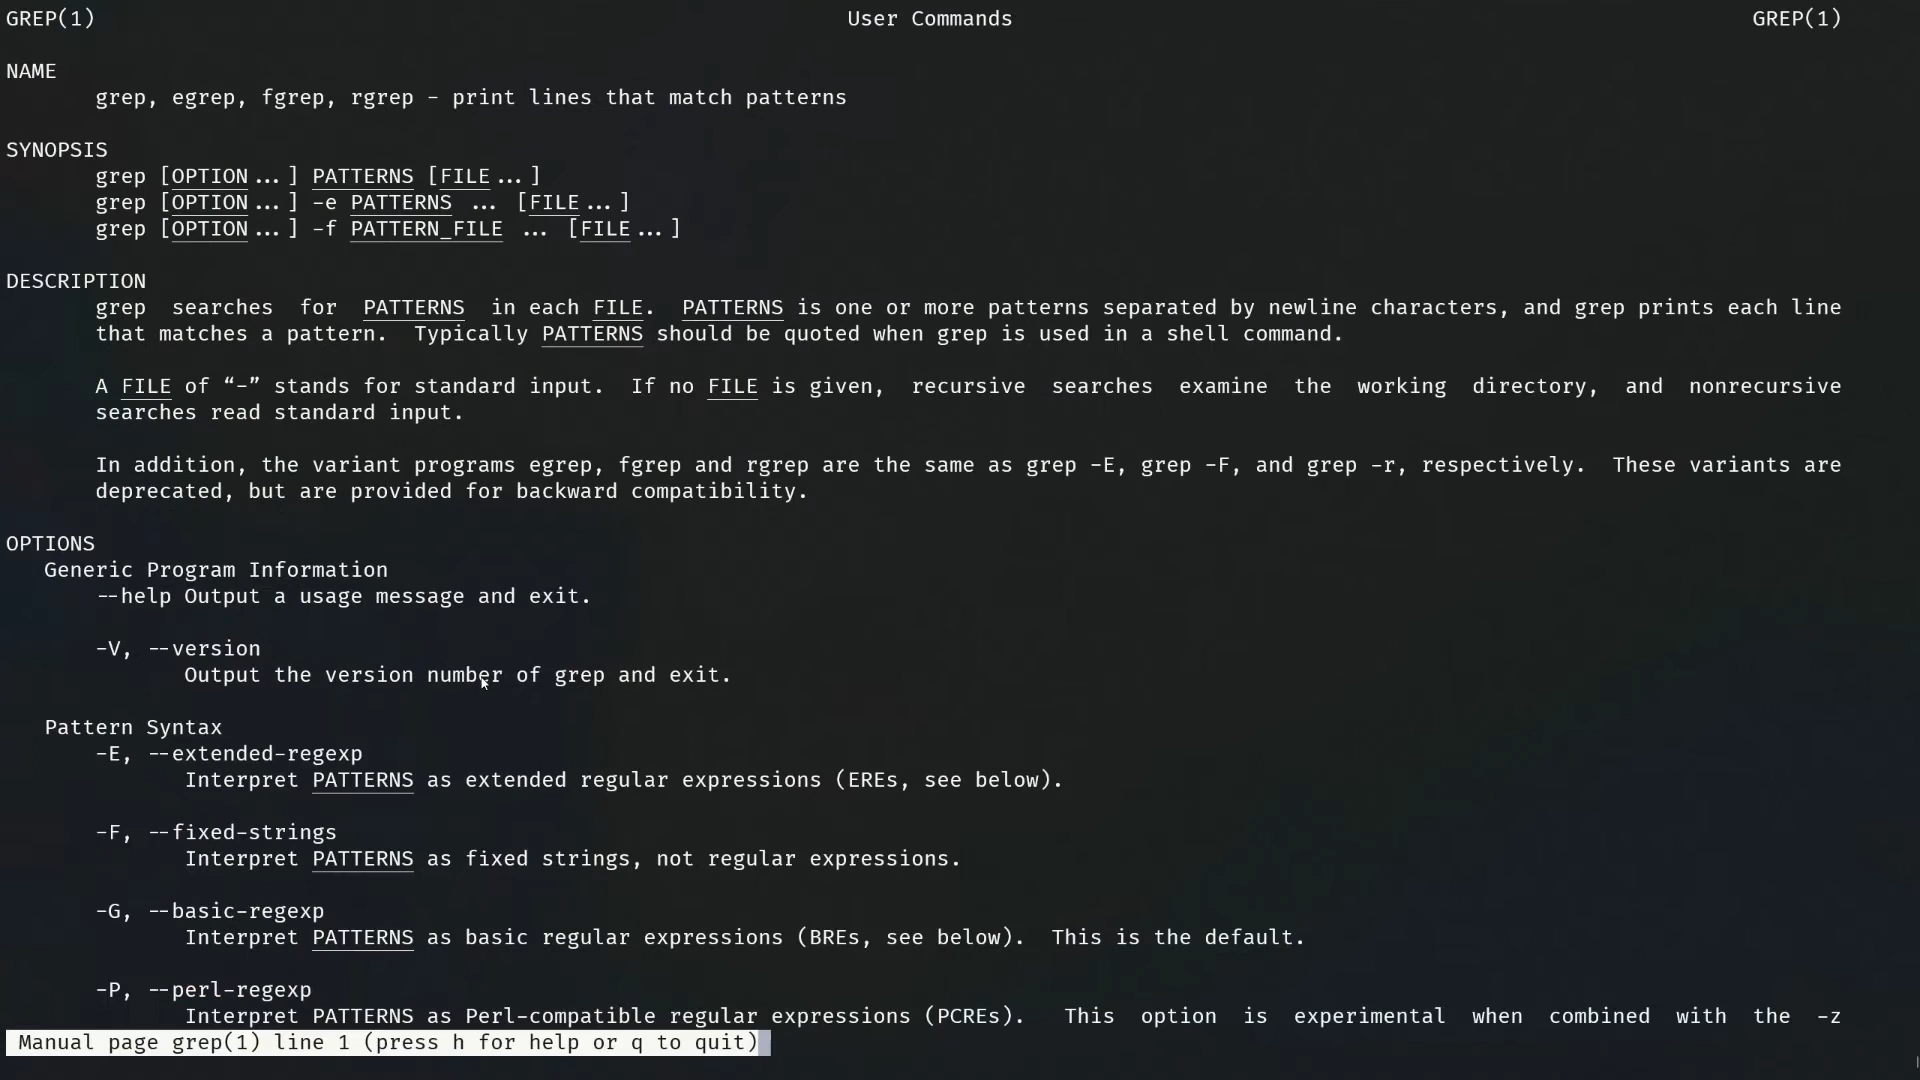 GREP(1) User Commands GREP(1)
NAME
grep, egrep, fgrep, rgrep - print lines that match patterns
SYNOPSIS
grep [OPTION...] PATTERNS [FILE...]
grep [OPTION...] -e PATTERNS ... [FILE...]
grep [OPTION...] -f PATTERN_FILE ... [FILE...]
DESCRIPTION
grep searches for PATTERNS in each FILE. PATTERNS is one or more patterns separated by newline characters, and grep prints each line
that matches a pattern. Typically PATTERNS should be quoted when grep is used in a shell command.
A FILE of “-” stands for standard input. If no FILE is given, recursive searches examine the working directory, and nonrecursive
searches read standard input.
In addition, the variant programs egrep, fgrep and rgrep are the same as grep -E, grep -F, and grep -r, respectively. These variants are
deprecated, but are provided for backward compatibility.
OPTIONS
Generic Program Information
--help Output a usage message and exit.
-V, --version
Output the version number of grep and exit.
Pattern Syntax
-E, --extended-regexp
Interpret PATTERNS as extended regular expressions (EREs, see below).
-F, --fixed-strings
Interpret PATTERNS as fixed strings, not regular expressions.
-G, --basic-regexp
Interpret PATTERNS as basic regular expressions (BREs, see below). This is the default.
-P, --perl-regexp
Interpret PATTERNS as Perl-compatible regular expressions (PCREs). This option is experimental when combined with the -z
Manual page grep(1) line 1 (press h for help or q to quit)